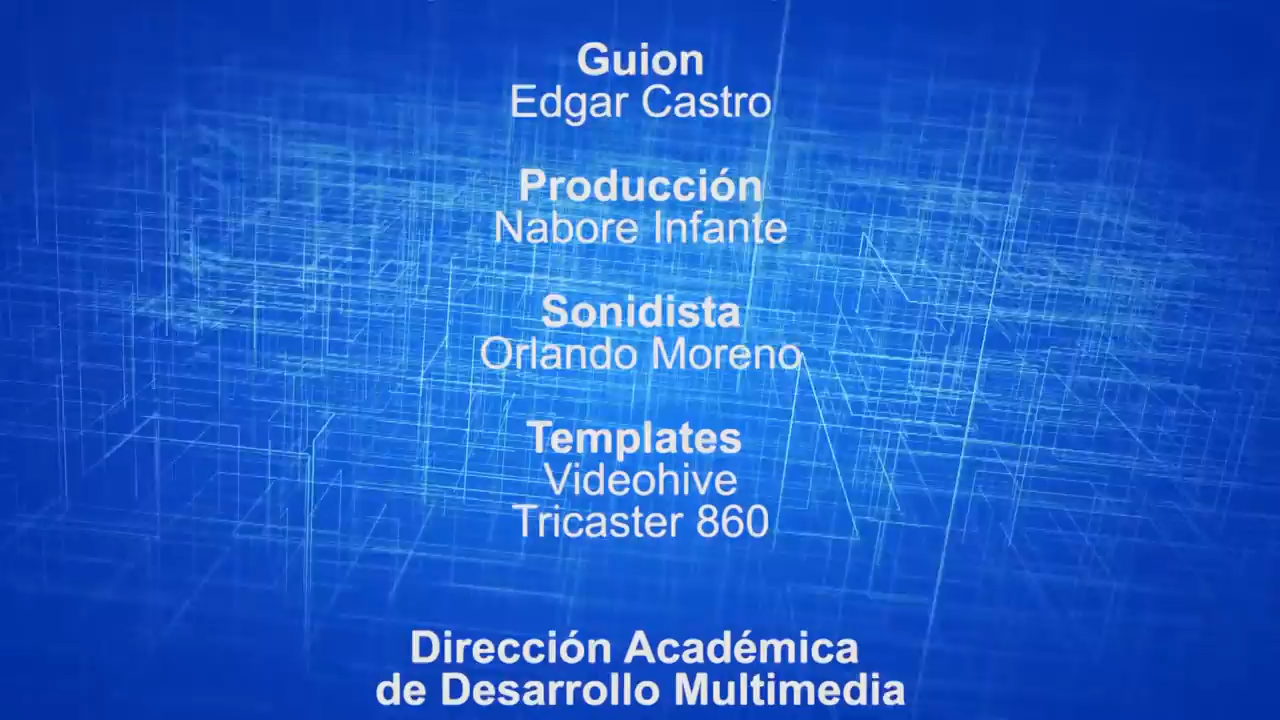 Guion
Edgar Castro
Producción
Nabore Infante
Sonidista
Orlando Moreno
Templates
Videohive
Tricaster 860
Dirección Académica
de Desarrollo Multimedia